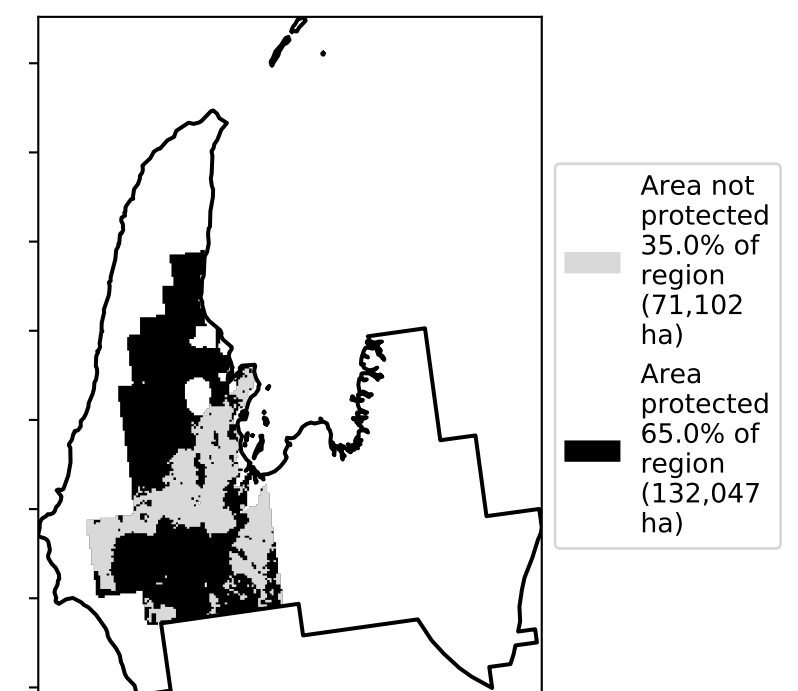 Area not
protected
35.0% of
region
(71,102
ha)
Area
protected
65.0% of
region
(132,047
ha)